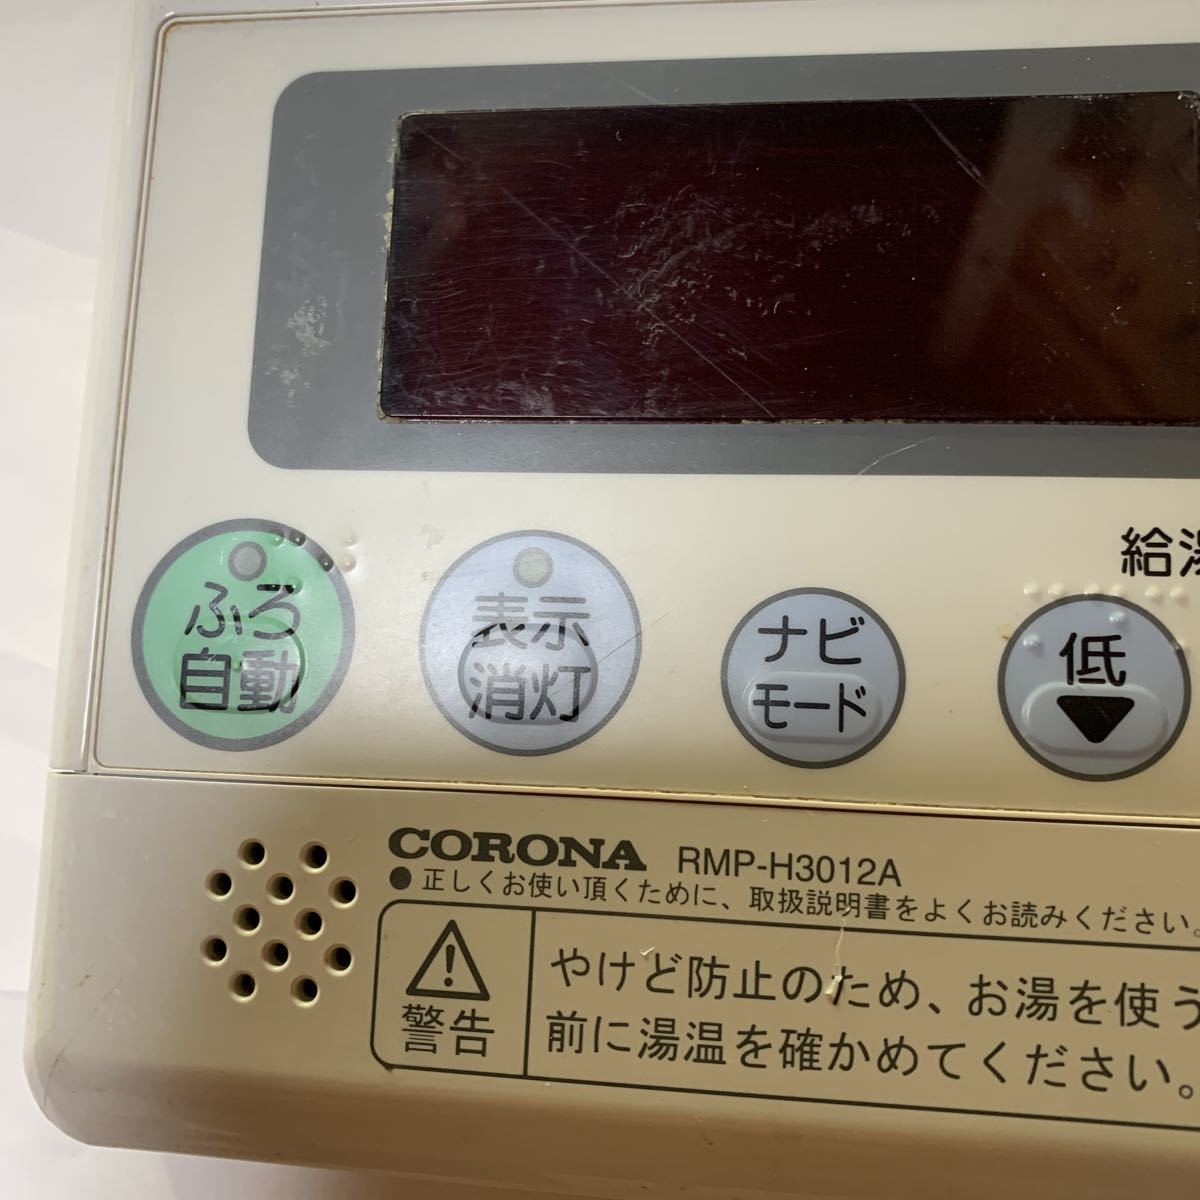 給湯
ふろ
自動
表示
消灯
ナビ
モード
低
▼
CORONA RMP-H3012A
●正しくお使い頂くために、取扱説明書をよくお読みください。
警告
やけど防止のため、お湯を使う
前に湯温を確かめてください。